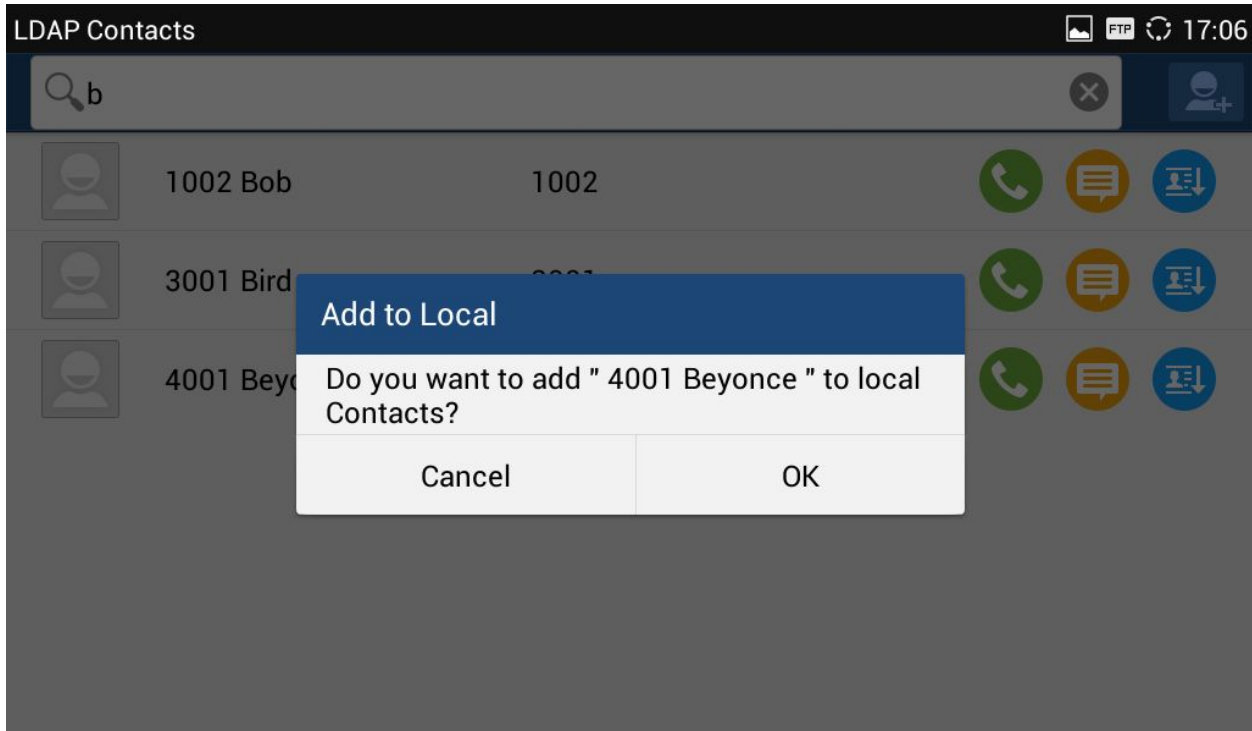 LDAP Contacts FTP 17:06
b
1002 Bob 1002
3001 Bird
Add to Local
4001
Do you want to add " 4001 Beyonce " to local
Contacts?
Cancel OK